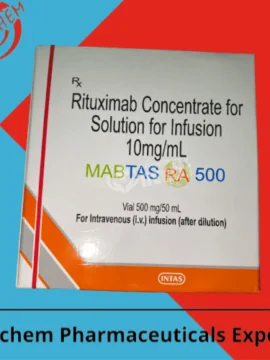 CHEM
Rx
Rituximab Concentrate for
Solution for Infusion
10mg/mL
MABTAS RA 500
Vial 500 mg/50 mL
For Intravenous (i.v.) infusion (after dilution)
INTAS
chem Pharmaceuticals Expo